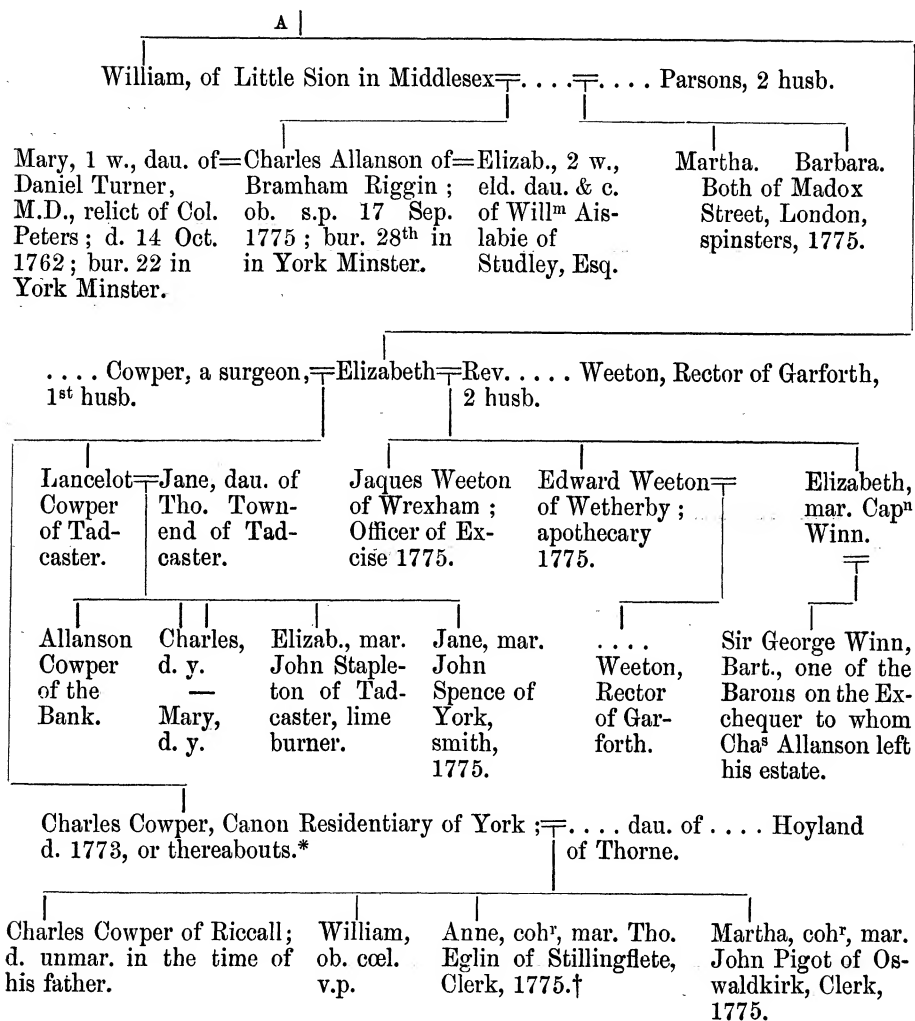 A
William, of Little Sion in Middlesex=. . . .=. . . . Parsons, 2 husb.
Mary, 1 w., dau. of=
Daniel Turner,
M.D., relict of Col.
Peters ; d. 14 Oct.
1762 ; bur. 22 in
York Minster.
Charles Allanson of=
Bramham Riggin ;
ob. s.p. 17 Sep.
1775 ; bur. 28th in
in York Minster.
Elizab., 2 w.,
eld. dau. & c.
of Willm Ais-
labie of
Studley, Esq.
Martha. Barbara.
Both of Madox
Street, London,
spinsters, 1775.
. . . . Cowper, a surgeon,=Elizabeth=Rev. . . . . Weeton, Rector of Garforth,
1st husb.
2 husb.
Lancelot=
Cowper
of Tad-
caster.
Jane, dau. of
Tho. Town-
end of Tad-
caster.
Jaques Weeton
of Wrexham ;
Officer of Ex-
cise 1775.
Edward Weeton=
of Wetherby ;
apothecary
1775.
Elizabeth,
mar. Capn
Winn.
Allanson
Cowper
of the
Bank.
Charles,
d. y.
—
Mary,
d. y.
Elizab., mar.
John Staple-
ton of Tad-
caster, lime
burner.
Jane, mar.
John
Spence of
York,
smith,
1775.
. . . .
Weeton,
Rector
of Gar-
forth.
Sir George Winn,
Bart., one of the
Barons on the Ex-
chequer to whom
Chas Allanson left
his estate.
Charles Cowper, Canon Residentiary of York ;=. . . . dau. of . . . . Hoyland
d. 1773, or thereabouts.*
of Thorne.
Charles Cowper of Riccall ;
d. unmar. in the time of
his father.
William,
ob. cœl.
v.p.
Anne, cohr, mar. Tho.
Eglin of Stillingflete,
Clerk, 1775.†
Martha, cohr, mar.
John Pigot of Os-
waldkirk, Clerk,
1775.